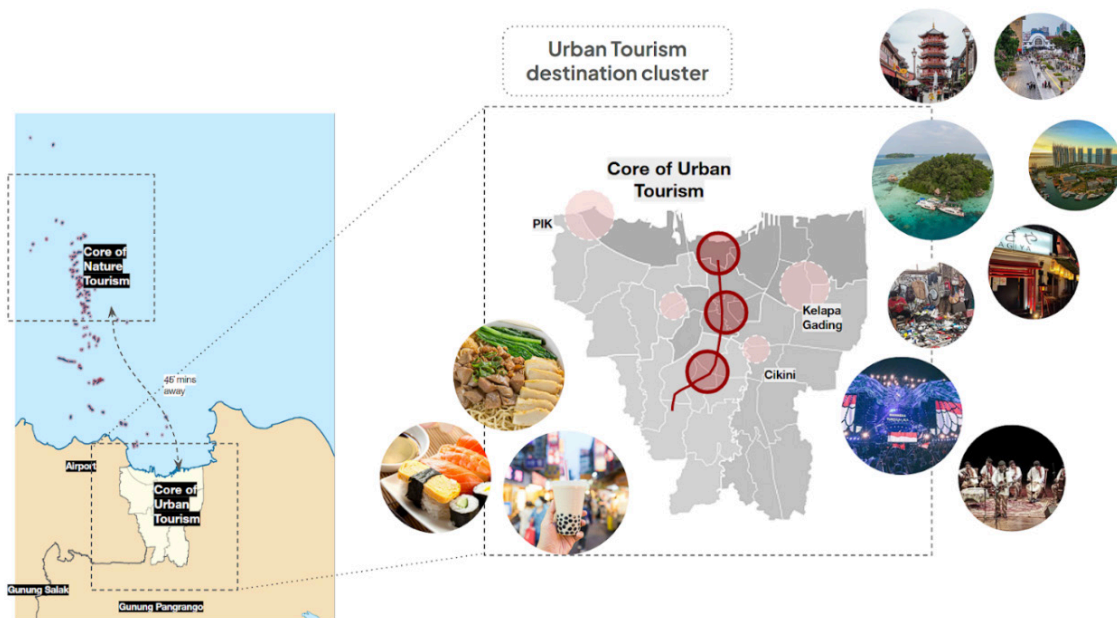 Urban Tourism
destination cluster
Core of Urban
Tourism
PIK
Kelapa
Gading
Cikini
Core of
Nature
Tourism
45 mins
away
Airport
Core of
Urban
Tourism
Gunung Salak
Gunung Pangrango